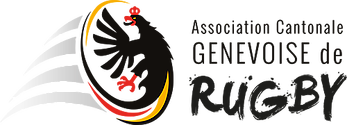 Association Cantonale
GENEVOISE de
RUGBY